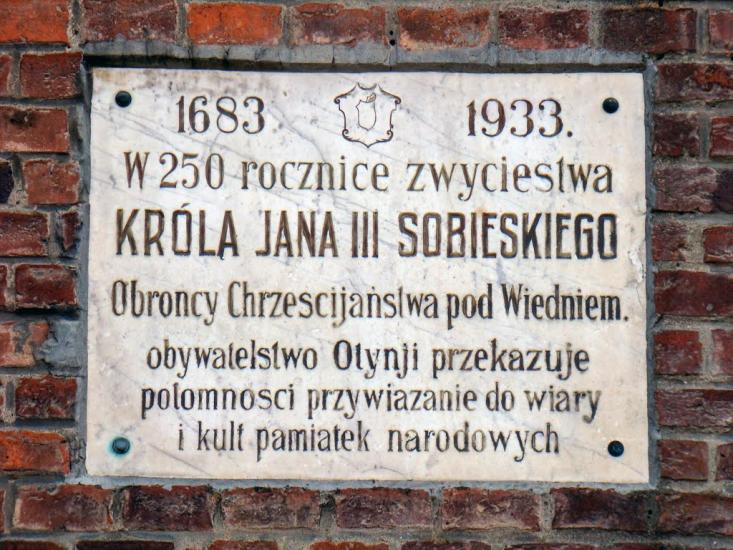 1683. 1933.
W 250 rocznice zwyciestwa
KRÓLA JANA III SOBIESKIEGO
Obroncy Chrzescijaństwa pod Wiedniem.
obywatelstwo Otynji przekazuje
potomnosci przywiazanie do wiary
i kult pamiatek narodowych